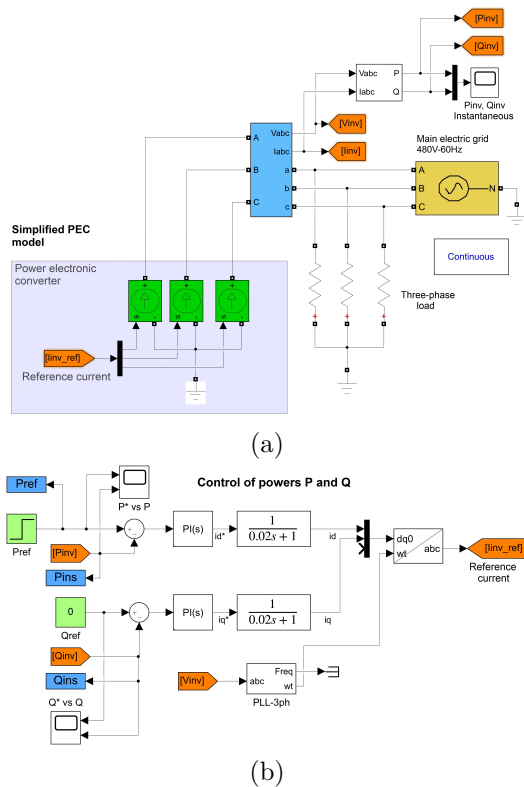 [Pinv]
[Qinv]
Vabc
P
Iabc
Q
Pinv, Qinv
Instantaneous
[Vinv]
[Iinv]
Main electric grid
480V-60Hz
A
Vabc
Iabc
B
a
b
C
c
A
B
C
N
Simplified PEC
model
Continuous
Power electronic
converter
+
+
+
S
-
S
-
S
-
Three-phase
load
+
+
+
[Iinv_ref]
Reference current
(a)
Control of powers P and Q
Pref
P* vs P
Pref
PI(s)
id*
1
0.02s + 1
id
[Pinv]
Pins
dq0
wt
abc
[Iinv_ref]
Reference
current
0
Qref
PI(s)
iq*
1
0.02s + 1
iq
[Qinv]
Qins
Q* vs Q
[Vinv]
abc
Freq
wt
PLL-3ph
(b)